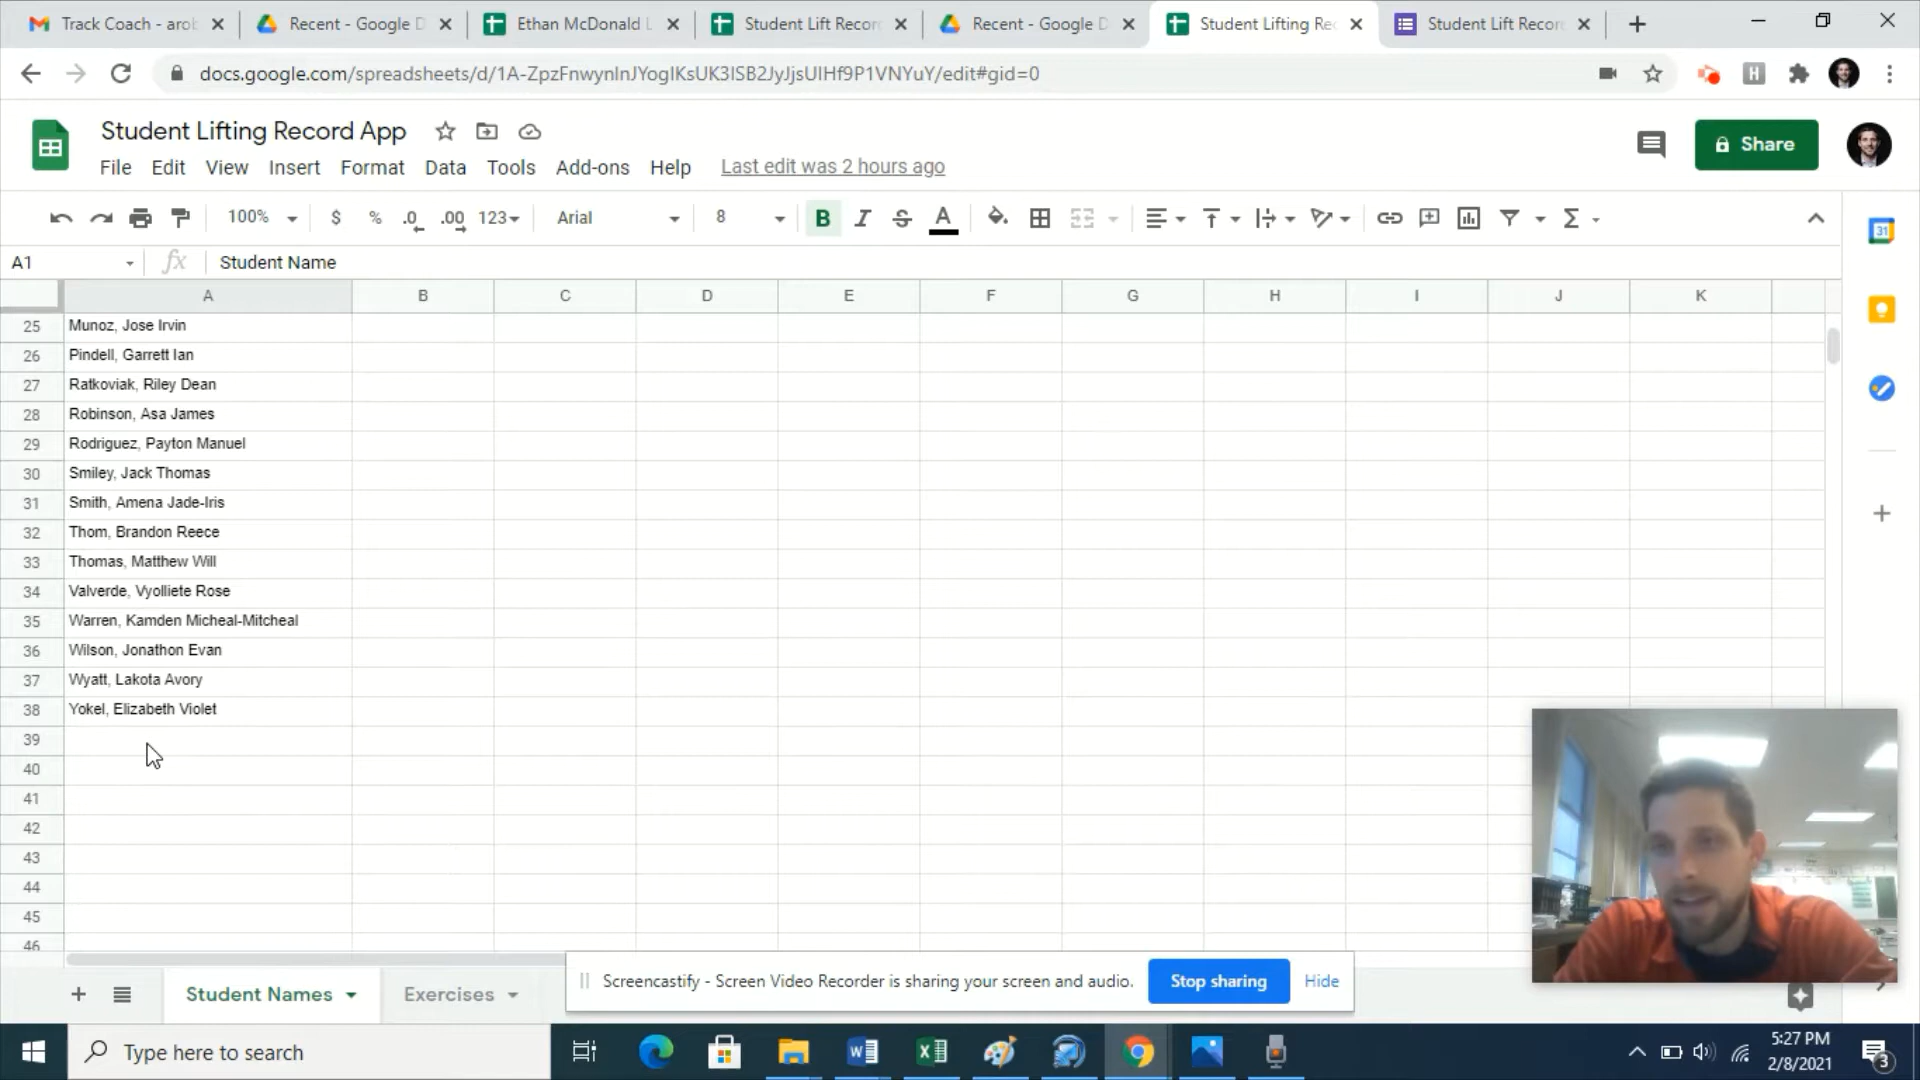 Track Coach - arob
Recent - Google D
Ethan McDonald L
Student Lift Record
Recent - Google D
Student Lifting Rec
Student Lift Record
docs.google.com/spreadsheets/d/1A-ZpzFnwynInJYogIKsUK3ISB2JyJjsUIHf9P1VNYuY/edit#gid=0
Student Lifting Record App
File Edit View Insert Format Data Tools Add-ons Help Last edit was 2 hours ago
Share
100% $ % .0 .00 123 Arial 8 B I S A
A1 fx Student Name
A B C D E F G H I J K
25 Munoz, Jose Irvin
26 Pindell, Garrett Ian
27 Ratkoviak, Riley Dean
28 Robinson, Asa James
29 Rodriguez, Payton Manuel
30 Smiley, Jack Thomas
31 Smith, Amena Jade-Iris
32 Thom, Brandon Reece
33 Thomas, Matthew Will
34 Valverde, Vyolliete Rose
35 Warren, Kamden Micheal-Mitcheal
36 Wilson, Jonathon Evan
37 Wyatt, Lakota Avory
38 Yokel, Elizabeth Violet
39
40
41
42
43
44
45
46
Student Names Exercises
Screencastify - Screen Video Recorder is sharing your screen and audio. Stop sharing Hide
Type here to search
5:27 PM
2/8/2021
3